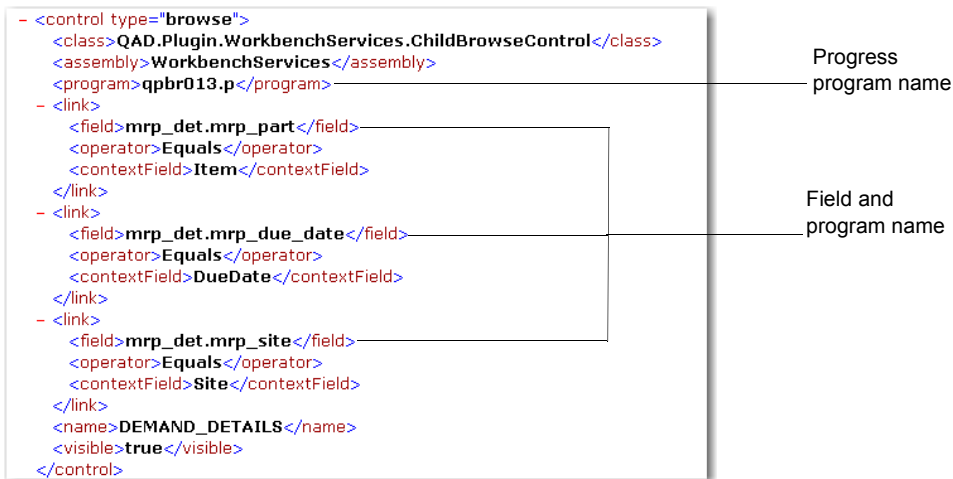 - <control type="browse">
<class>QAD.Plugin.WorkbenchServices.ChildBrowseControl</class>
<assembly>WorkbenchServices</assembly>
<program>qpbr013.p</program>
- <link>
<field>mrp_det.mrp_part</field>
<operator>Equals</operator>
<contextField>Item</contextField>
</link>
- <link>
<field>mrp_det.mrp_due_date</field>
<operator>Equals</operator>
<contextField>DueDate</contextField>
</link>
- <link>
<field>mrp_det.mrp_site</field>
<operator>Equals</operator>
<contextField>Site</contextField>
</link>
<name>DEMAND_DETAILS</name>
<visible>true</visible>
</control>
Progress
program name
Field and
program name